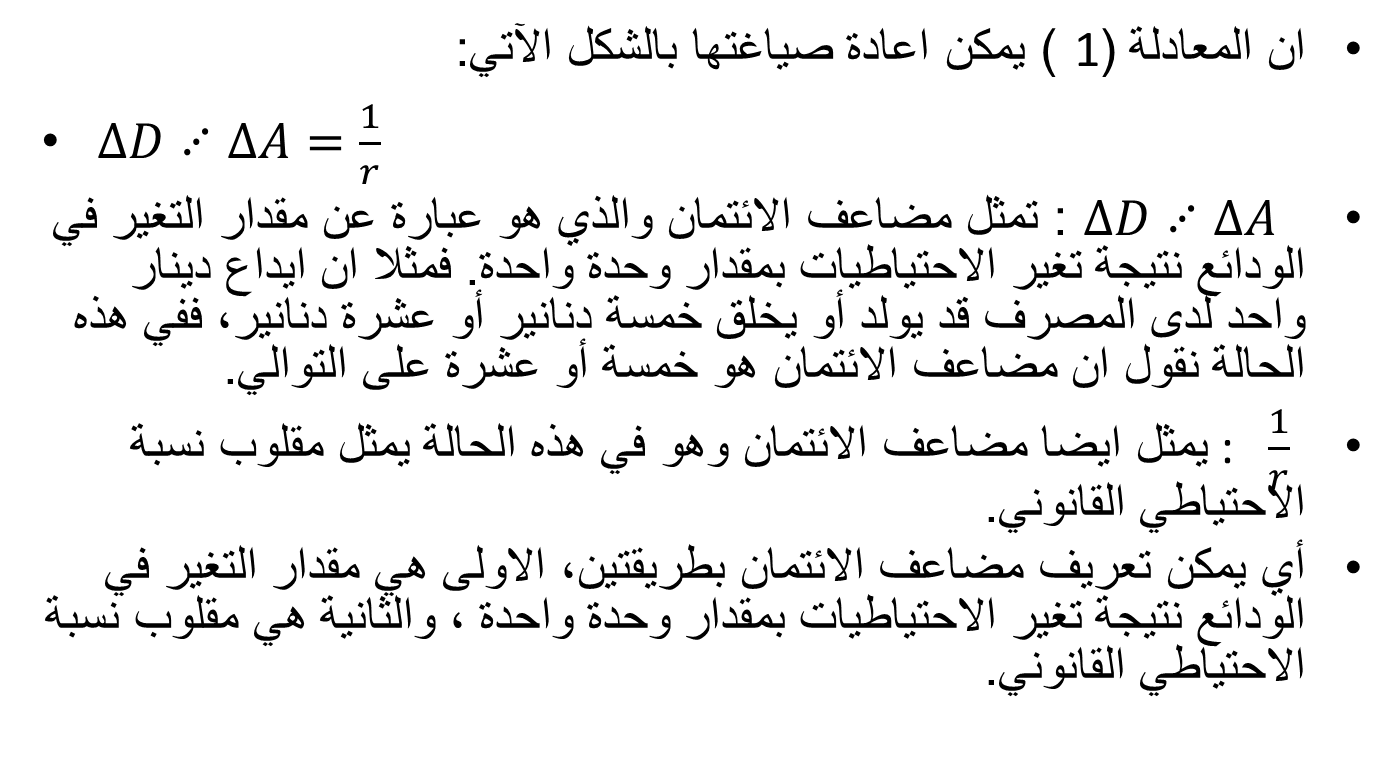 • ان المعادلة (1 ) يمكن اعادة صياغتها بالشكل الآتي:
• ΔD ⋰ ΔA = 1/r
• ΔD ⋰ ΔA : تمثل مضاعف الائتمان والذي هو عبارة عن مقدار التغير في
الودائع نتيجة تغير الاحتياطيات بمقدار وحدة واحدة. فمثلا ان ايداع دينار
واحد لدى المصرف قد يولد أو يخلق خمسة دنانير أو عشرة دنانير، ففي هذه
الحالة نقول ان مضاعف الائتمان هو خمسة أو عشرة على التوالي.
• 1/r : يمثل ايضا مضاعف الائتمان وهو في هذه الحالة يمثل مقلوب نسبة
الاحتياطي القانوني.
• أي يمكن تعريف مضاعف الائتمان بطريقتين، الاولى هي مقدار التغير في
الودائع نتيجة تغير الاحتياطيات بمقدار وحدة واحدة ، والثانية هي مقلوب نسبة
الاحتياطي القانوني.